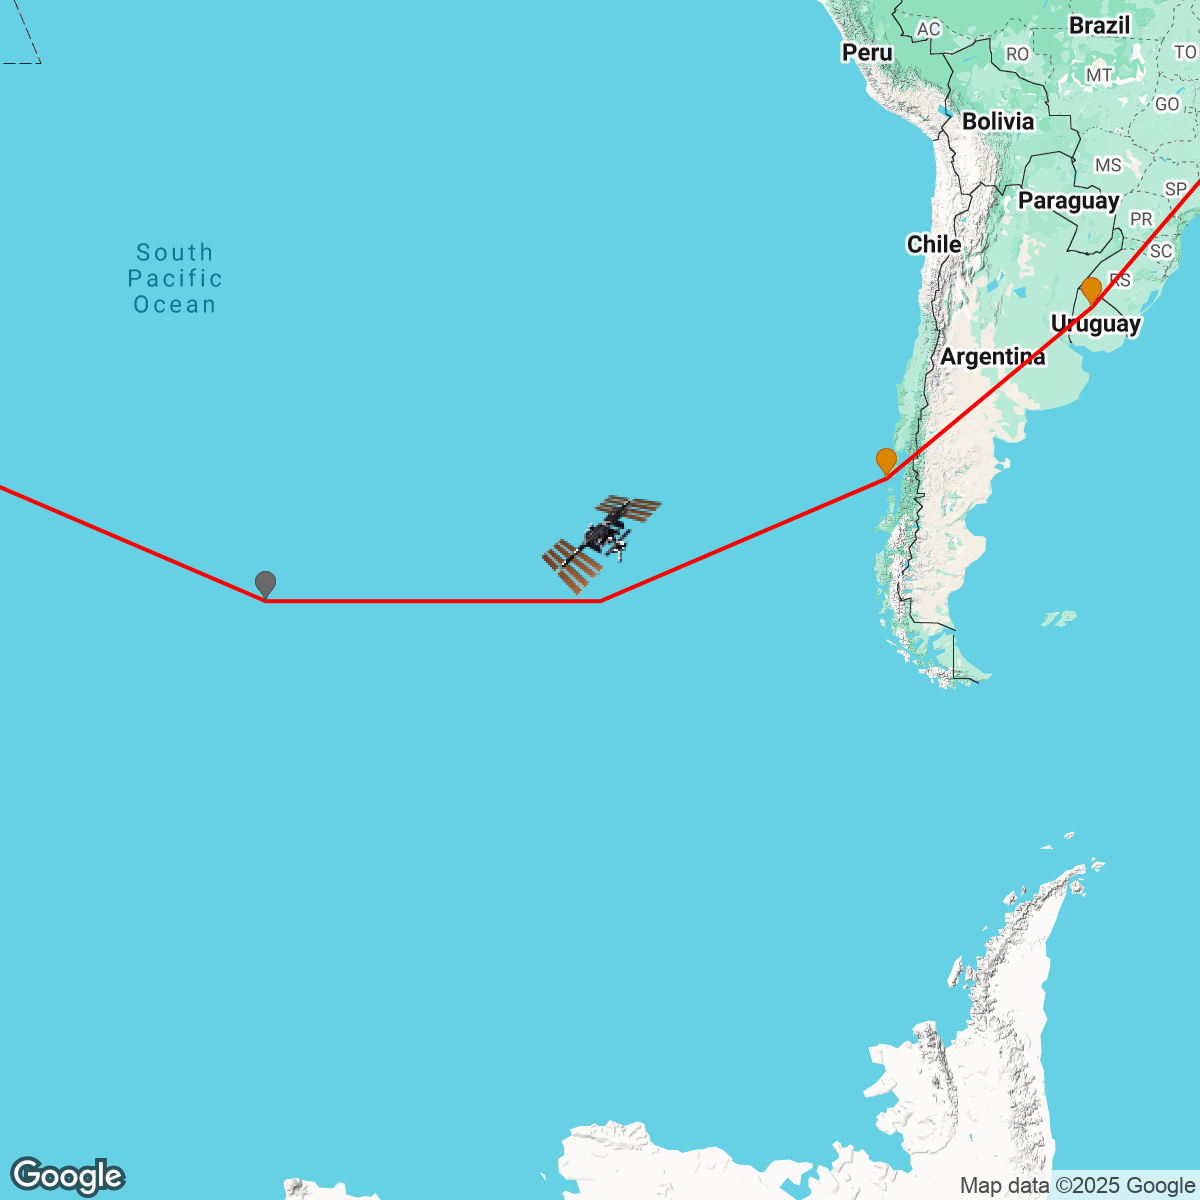 AC
Brazil
Peru
RO
TO
MT
GO
Bolivia
MS
SP
Paraguay
PR
Chile
SC
South
Pacific
Ocean
RS
Uruguay
Argentina
Google
Map data ©2025 Google